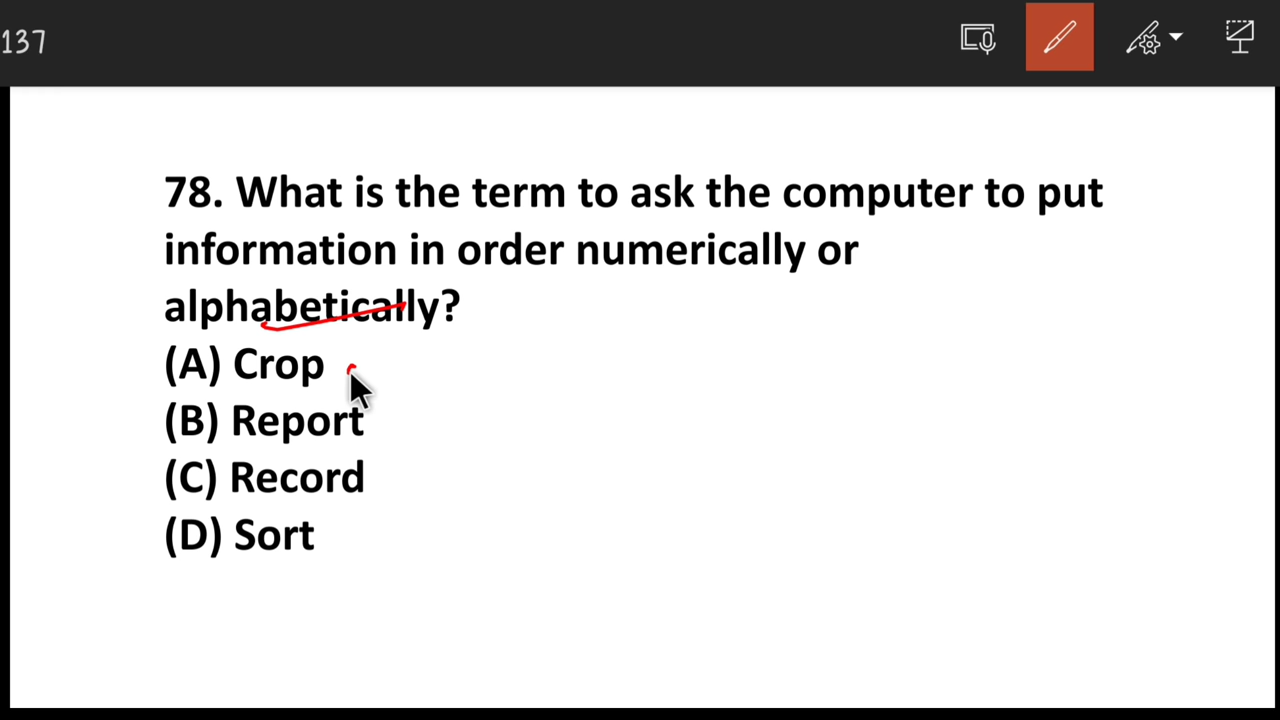 137
78. What is the term to ask the computer to put
information in order numerically or
alphabetically?
(A) Crop
(B) Report
(C) Record
(D) Sort